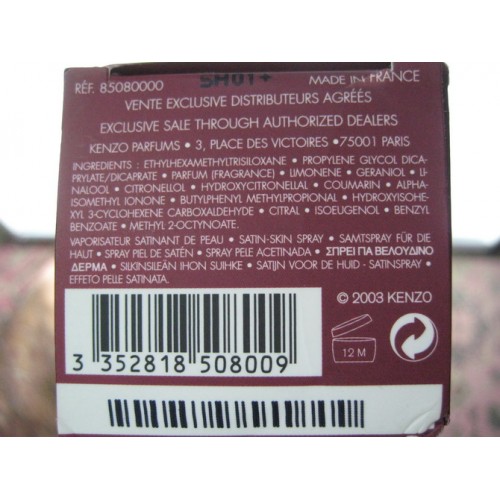 5M01+
RÉF. 85080000 MADE IN FRANCE
VENTE EXCLUSIVE DISTRIBUTEURS AGRÉÉS
EXCLUSIVE SALE THROUGH AUTHORIZED DEALERS
KENZO PARFUMS • 3, PLACE DES VICTOIRES •75001 PARIS
INGREDIENTS : ETHYLHEXAMETHYLTRISILOXANE • PROPYLENE GLYCOL DICA-
PRYLATE/DICAPRATE • PARFUM (FRAGRANCE) • LIMONENE • GERANIOL • LI-
NALOOL • CITRONELLOL • HYDROXYCITRONELLAL • COUMARIN • ALPHA-
ISOMETHYL IONONE • BUTYLPHENYL METHYLPROPIONAL • HYDROXYISOHE-
XYL 3-CYCLOHEXENE CARBOXALDEHYDE • CITRAL • ISOEUGENOL • BENZYL
BENZOATE • METHYL 2-OCTYNOATE.
VAPORISATEUR SATINANT DE PEAU • SATIN-SKIN SPRAY • SAMTSPRAY FÜR DIE
HAUT • SPRAY PIEL DE SATÉN • SPRAY PELE ACETINADA • ΣΠΡΕΪ ΓΙΑ ΒΕΛΟΥΔΙΝΟ
ΔΕΡΜΑ • SILKINSILEÄN IHON SUIHKE • SATIJN VOOR DE HUID - SATINSPRAY •
EFFETO PELLE SATINATA.
© 2003 KENZO
12 M
3 352818 508009